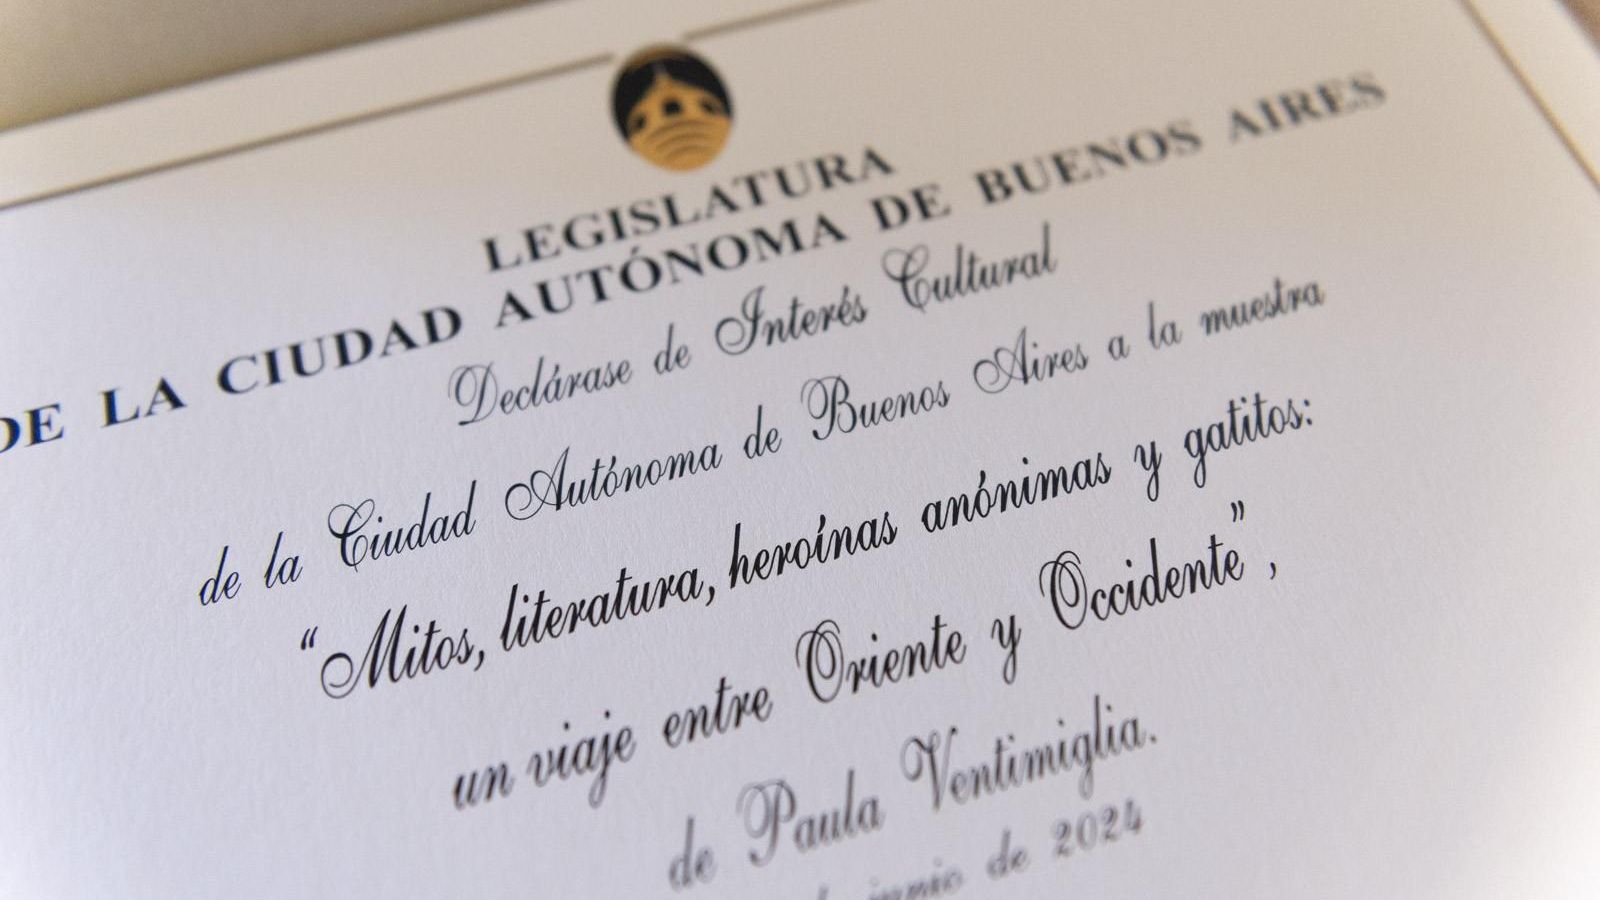 LEGISLATURA
DE LA CIUDAD AUTÓNOMA DE BUENOS AIRES
Declárase de Interés Cultural
de la Ciudad Autónoma de Buenos Aires a la muestra
“Mitos, literatura, heroínas anónimas y gatitos:
un viaje entre Oriente y Occidente”,
de Paula Ventimiglia.
junio de 2024